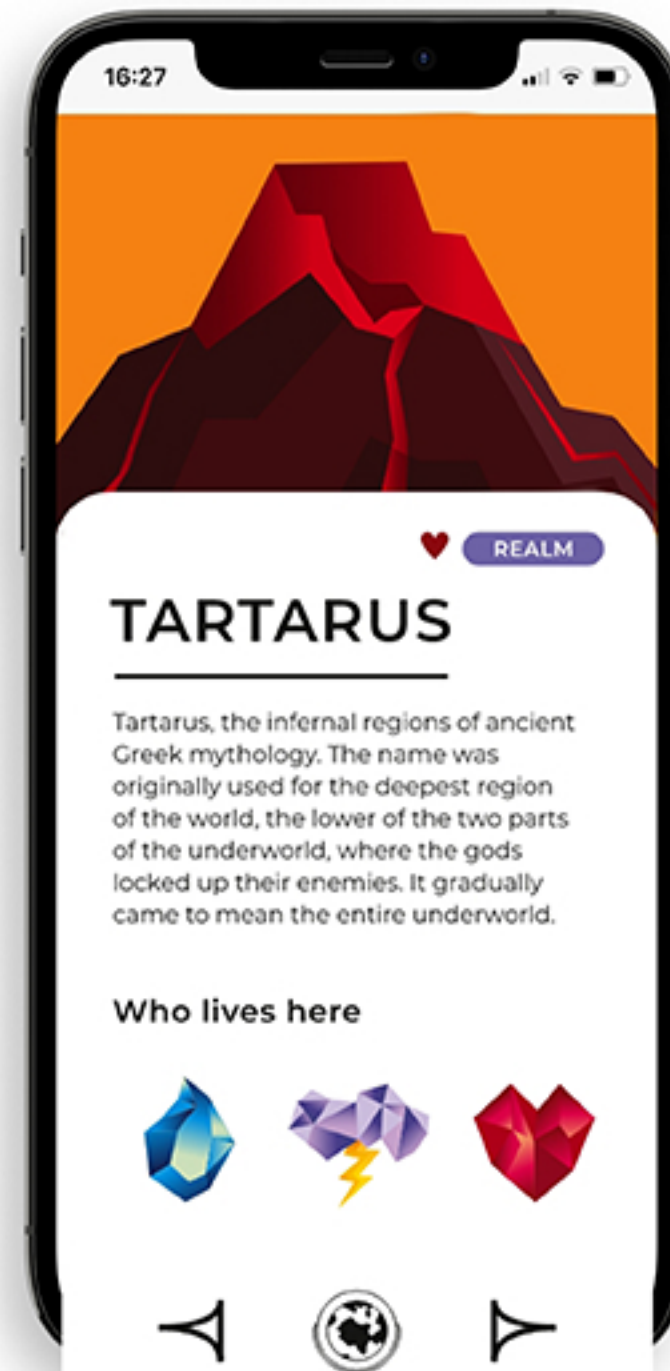 16:27
REALM
TARTARUS
Tartarus, the infernal regions of ancient
Greek mythology. The name was
originally used for the deepest region
of the world, the lower of the two parts
of the underworld, where the gods
locked up their enemies. It gradually
came to mean the entire underworld.
Who lives here